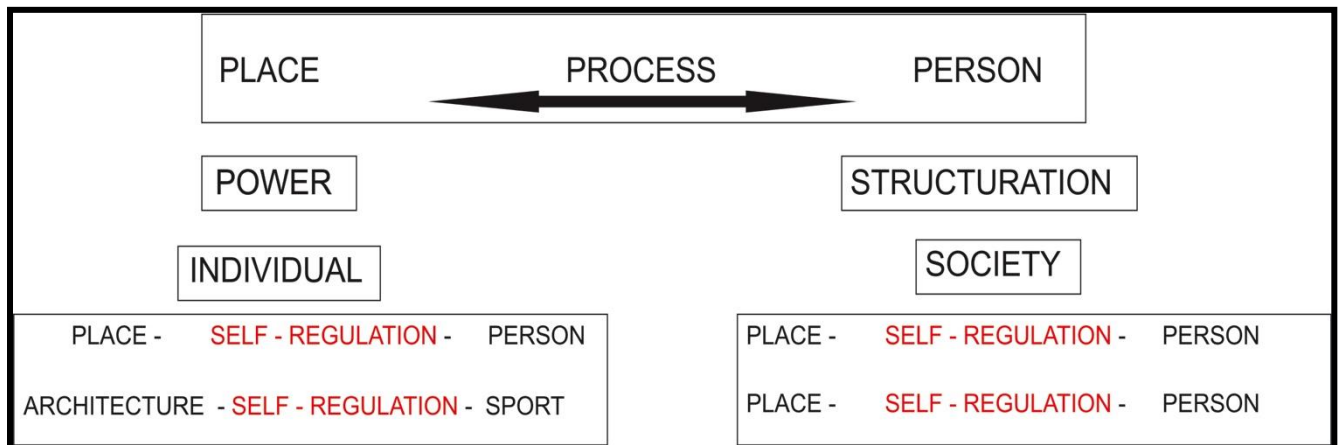 PLACE PROCESS PERSON
POWER
STRUCTURATION
INDIVIDUAL
SOCIETY
PLACE - SELF - REGULATION - PERSON
ARCHITECTURE - SELF - REGULATION - SPORT
PLACE - SELF - REGULATION - PERSON
PLACE - SELF - REGULATION - PERSON